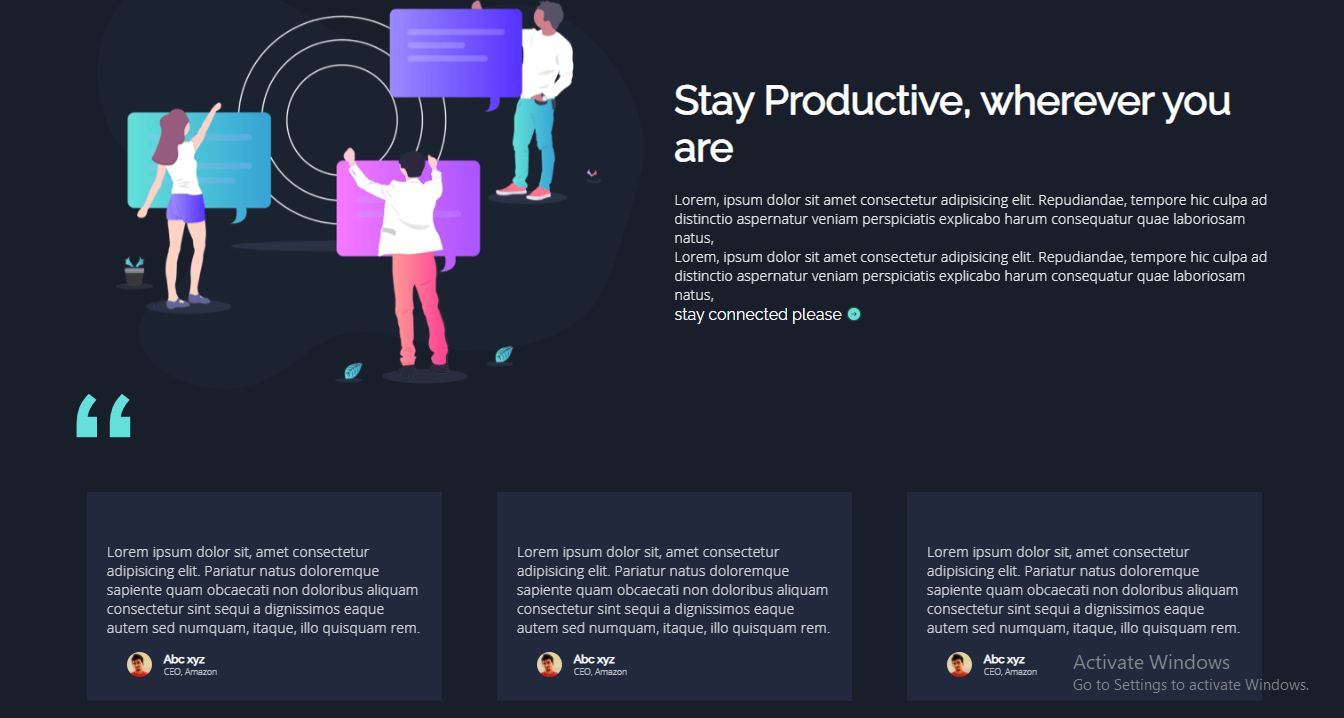 Stay Productive, wherever you
are
Lorem, ipsum dolor sit amet consectetur adipisicing elit. Repudiandae, tempore hic culpa ad
distinctio aspernatur veniam perspiciatis explicabo harum consequatur quae laboriosam
natus,
Lorem, ipsum dolor sit amet consectetur adipisicing elit. Repudiandae, tempore hic culpa ad
distinctio aspernatur veniam perspiciatis explicabo harum consequatur quae laboriosam
natus,
stay connected please
“
Lorem ipsum dolor sit, amet consectetur
adipisicing elit. Pariatur natus doloremque
sapiente quam obcaecati non doloribus aliquam
consectetur sint sequi a dignissimos eaque
autem sed numquam, itaque, illo quisquam rem.
Abc xyz
CEO, Amazon
Lorem ipsum dolor sit, amet consectetur
adipisicing elit. Pariatur natus doloremque
sapiente quam obcaecati non doloribus aliquam
consectetur sint sequi a dignissimos eaque
autem sed numquam, itaque, illo quisquam rem.
Abc xyz
CEO, Amazon
Lorem ipsum dolor sit, amet consectetur
adipisicing elit. Pariatur natus doloremque
sapiente quam obcaecati non doloribus aliquam
consectetur sint sequi a dignissimos eaque
autem sed numquam, itaque, illo quisquam rem.
Abc xyz
CEO, Amazon
Activate Windows
Go to Settings to activate Windows.